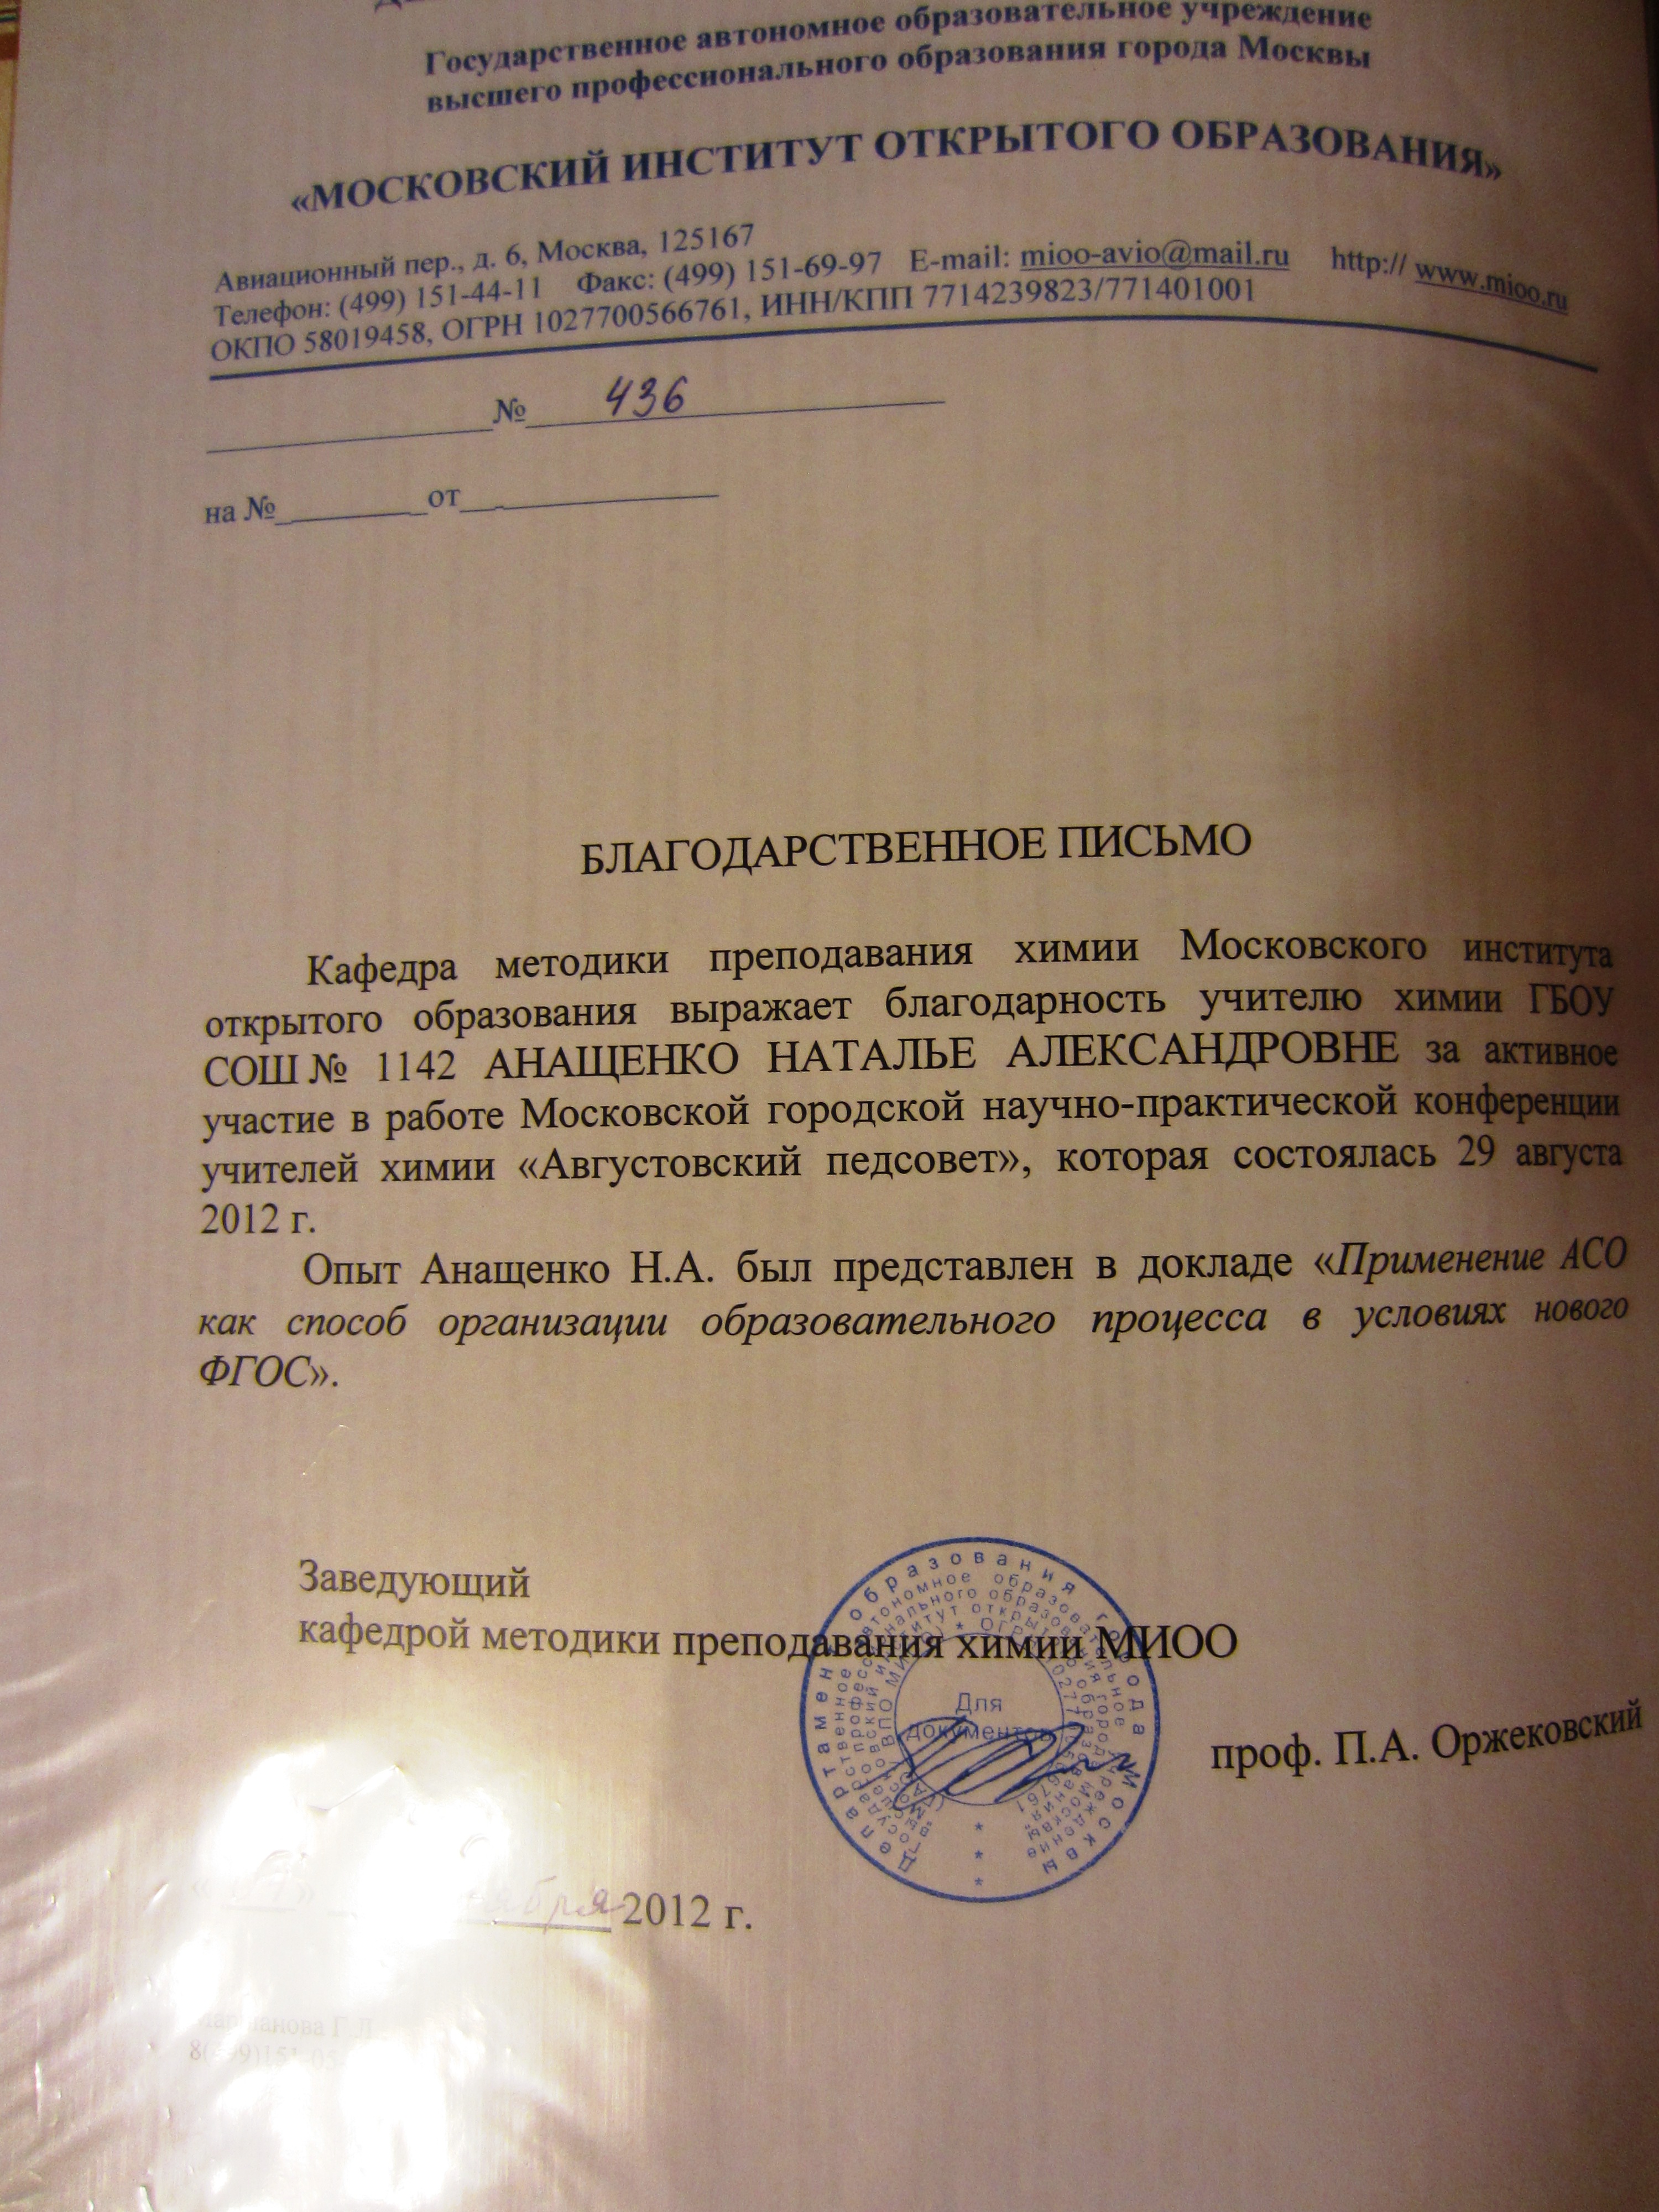 Государственное автономное образовательное учреждение
высшего профессионального образования города Москвы
«МОСКОВСКИЙ ИНСТИТУТ ОТКРЫТОГО ОБРАЗОВАНИЯ»
Авиационный пер., д. 6, Москва, 125167
Телефон: (499) 151-44-11 Факс: (499) 151-69-97 E-mail: mioo-avio@mail.ru http:// www.mioo.ru
ОКПО 58019458, ОГРН 1027700566761, ИНН/КПП 7714239823/771401001
№ 436
на № от
БЛАГОДАРСТВЕННОЕ ПИСЬМО
Кафедра методики преподавания химии Московского института
открытого образования выражает благодарность учителю химии ГБОУ
СОШ № 1142 АНАЩЕНКО НАТАЛЬЕ АЛЕКСАНДРОВНЕ за активное
участие в работе Московской городской научно-практической конференции
учителей химии «Августовский педсовет», которая состоялась 29 августа
2012 г.
Опыт Анащенко Н.А. был представлен в докладе «Применение АСО
как способ организации образовательного процесса в условиях нового
ФГОС».
Заведующий
кафедрой методики преподавания химии МИОО
Департамент образования города Москвы
Для
документов
проф. П.А. Оржековский
2012 г.